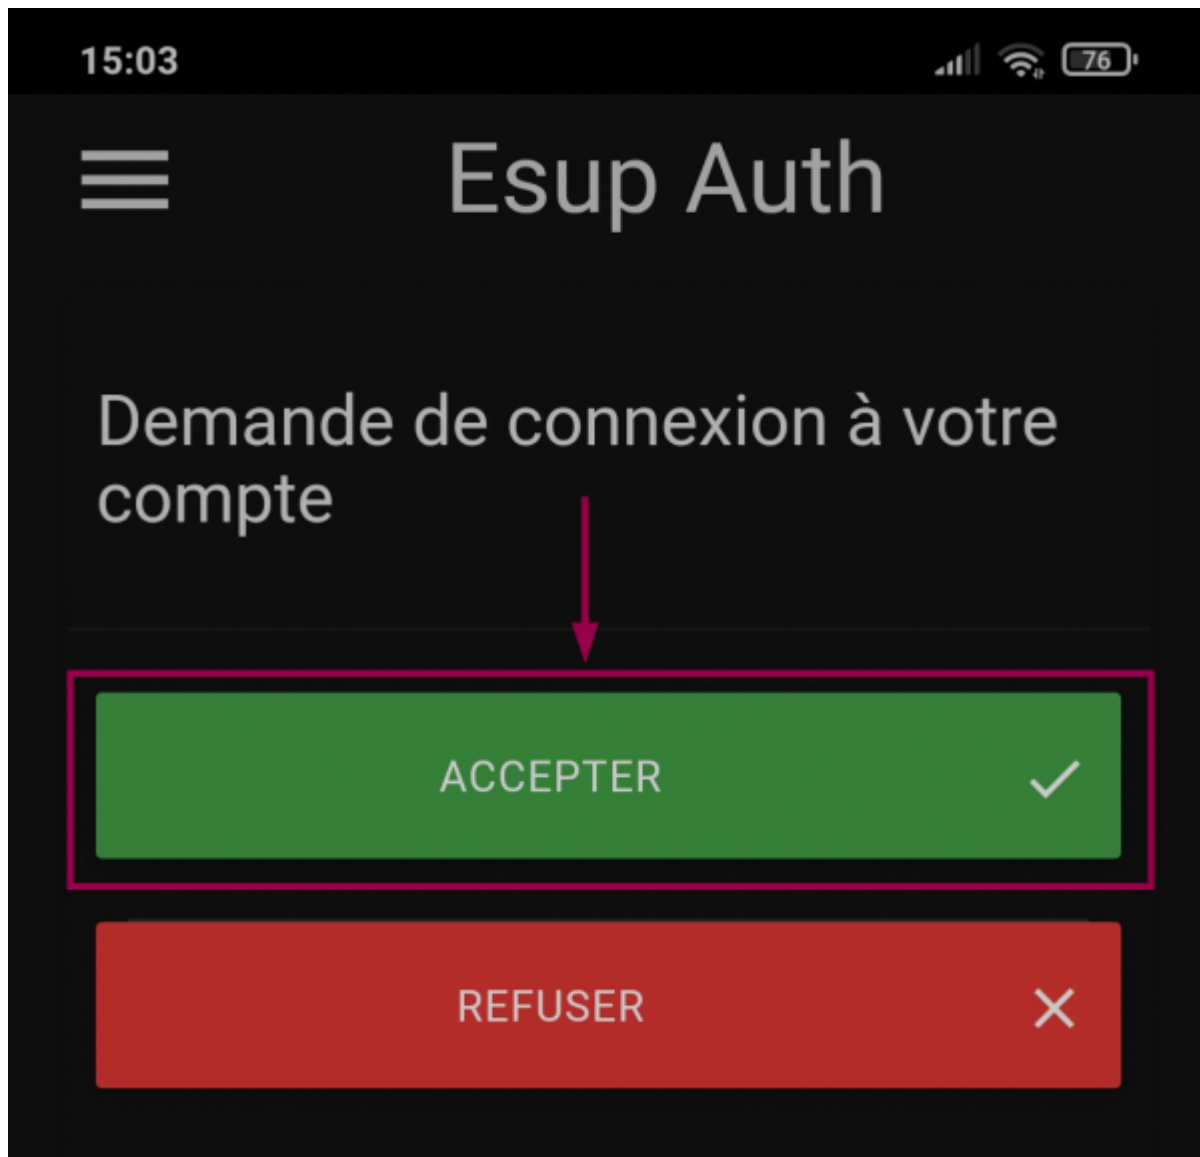 15:03
76
Esup Auth
Demande de connexion à votre
compte
ACCEPTER
REFUSER